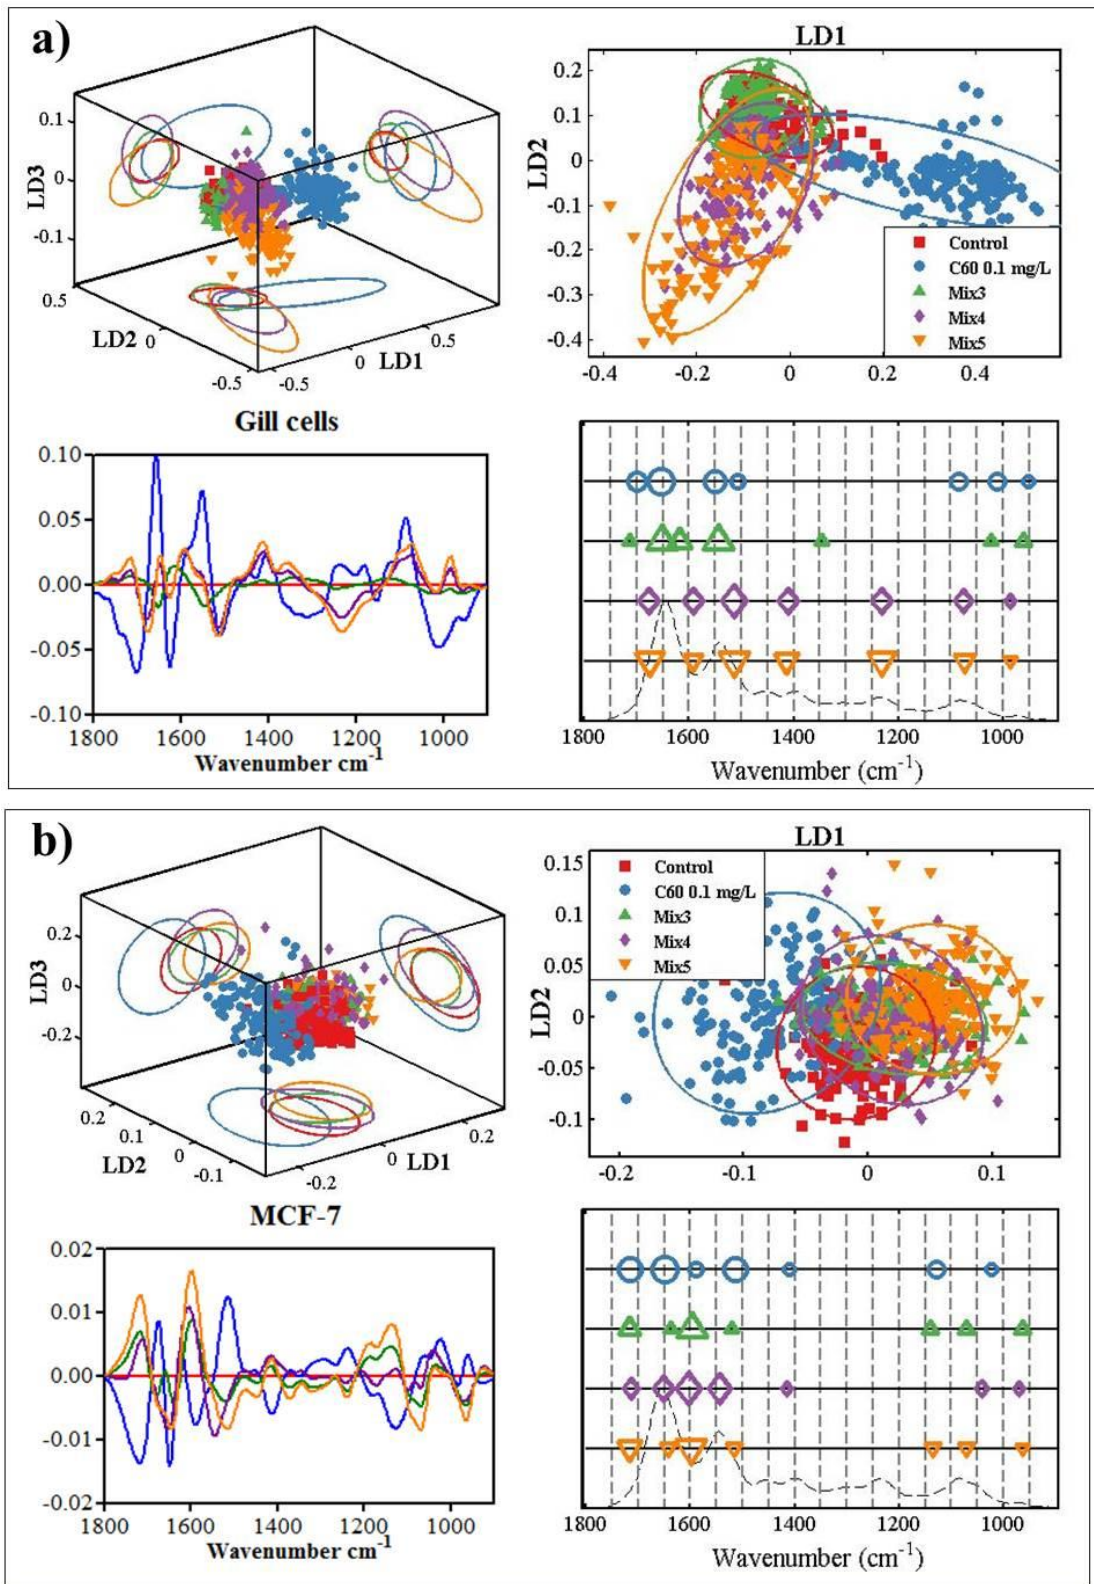 a)
LD1
LD3
0.1
0
-0.1
0.5
LD2
0
-0.5
-0.5
0
LD1
0.5
LD2
0.2
0.1
0
-0.1
-0.2
-0.3
-0.4
-0.4
-0.2
0
0.2
0.4
Control
C60 0.1 mg/L
Mix3
Mix4
Mix5
Gill cells
0.10
0.05
0.00
-0.05
-0.10
1800
1600
1400
1200
1000
Wavenumber cm-1
1800
1600
1400
1200
1000
Wavenumber (cm-1)
b)
LD1
LD3
0.2
0
-0.2
0.2
0.1
0
-0.1
LD2
-0.2
0
LD1
0.2
LD2
0.15
0.1
0.05
0
-0.05
-0.1
-0.2
-0.1
0
0.1
Control
C60 0.1 mg/L
Mix3
Mix4
Mix5
MCF-7
0.02
0.01
0.00
-0.01
-0.02
1800
1600
1400
1200
1000
Wavenumber cm-1
1800
1600
1400
1200
1000
Wavenumber (cm-1)